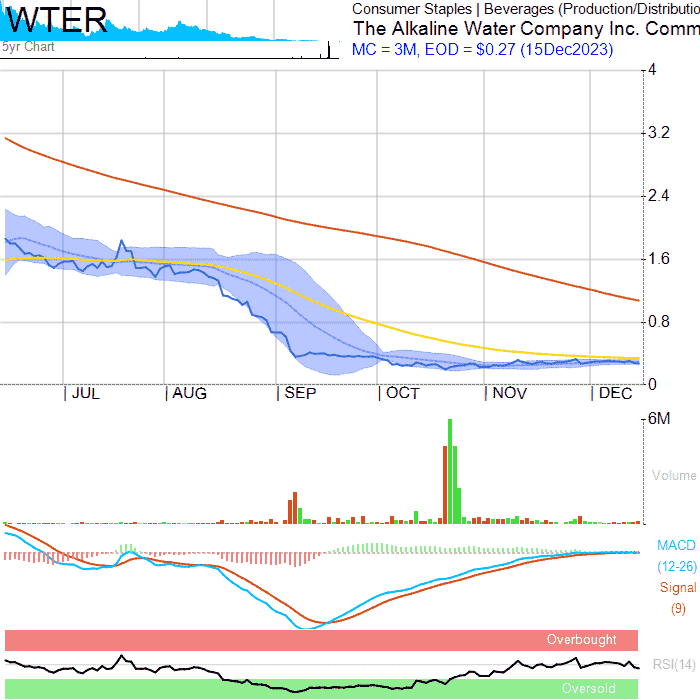 WTER
5yr Chart
Consumer Staples | Beverages (Production/Distributio
The Alkaline Water Company Inc. Comm
MC = 3M, EOD = $0.27 (15Dec2023)
4
3.2
2.4
1.6
0.8
0
JUL AUG SEP OCT NOV DEC
6M
Volume
MACD
(12-26)
Signal
(9)
Overbought
RSI(14)
Oversold